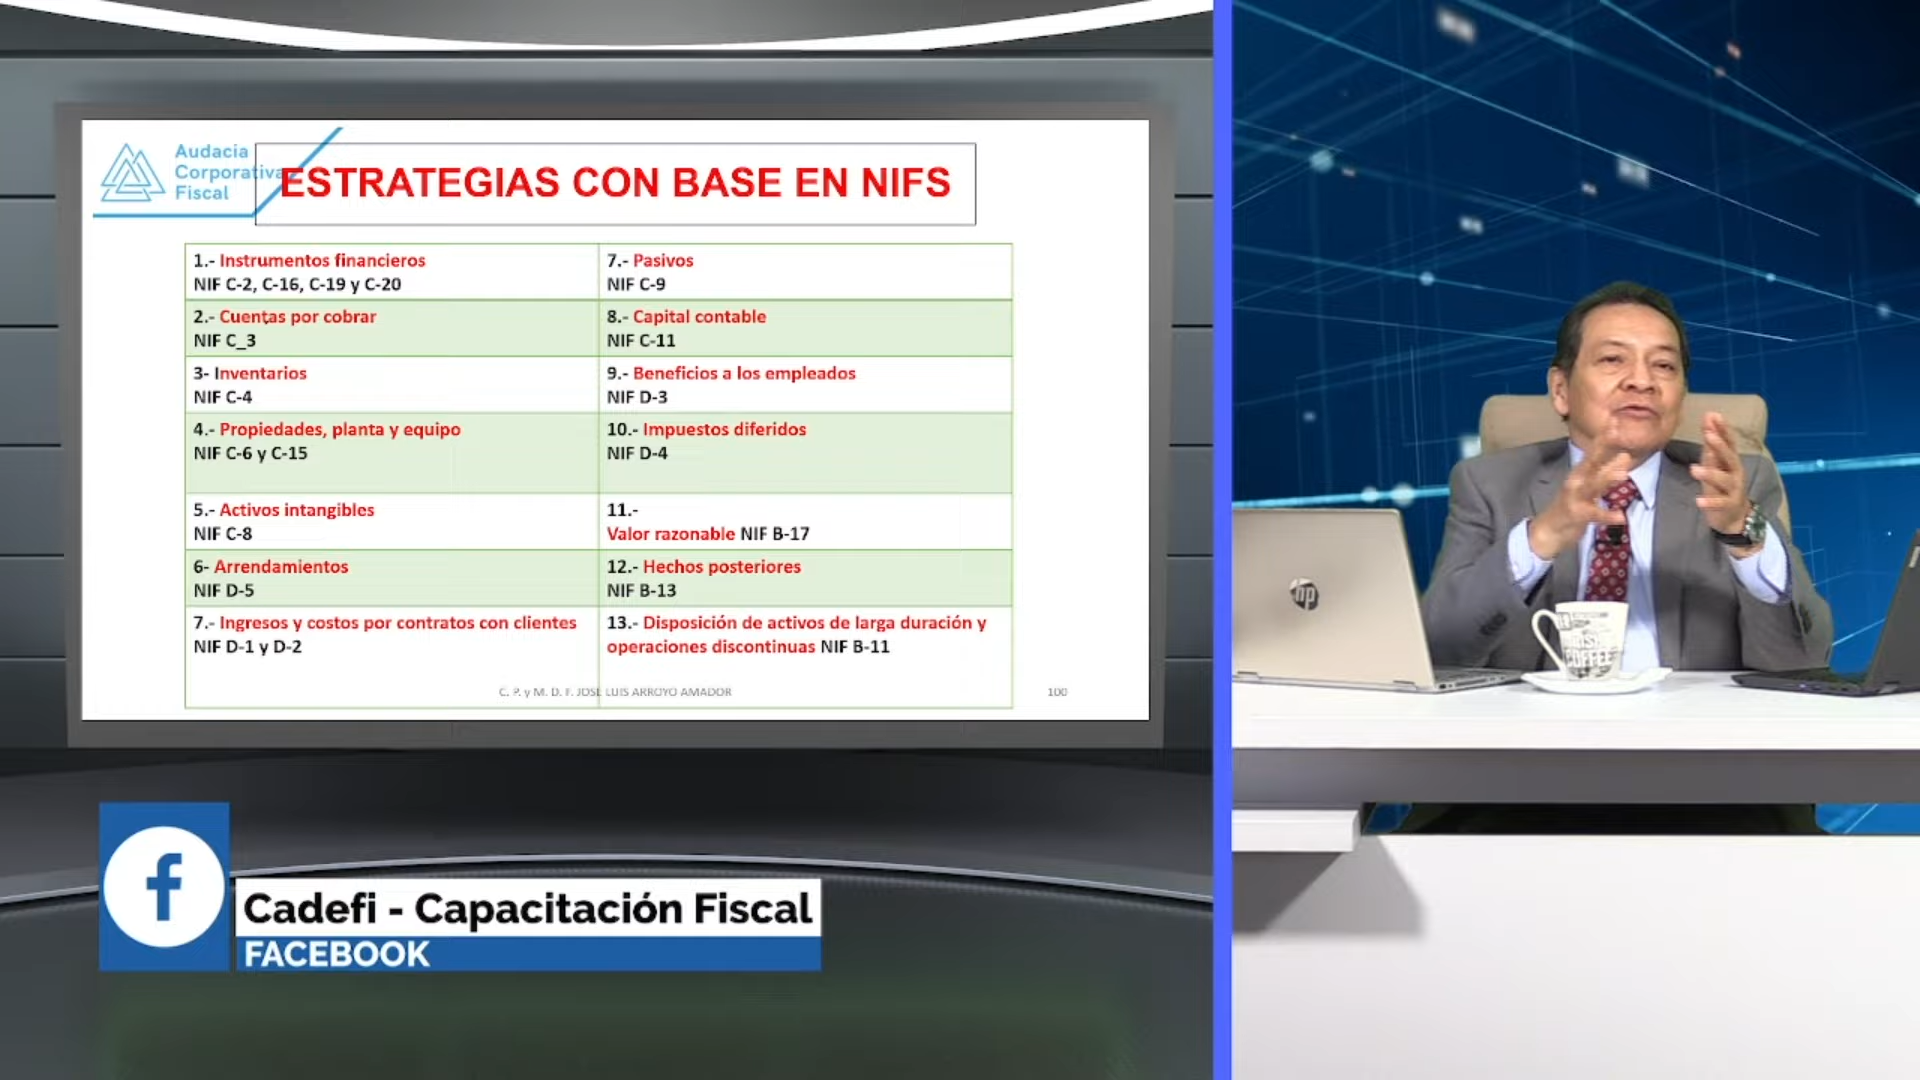 Audacia
Corporativa
Fiscal
ESTRATEGIAS CON BASE EN NIFS
1.- Instrumentos financieros
NIF C-2, C-16, C-19 y C-20
2.- Cuentas por cobrar
NIF C_3
3- Inventarios
NIF C-4
4.- Propiedades, planta y equipo
NIF C-6 y C-15
5.- Activos intangibles
NIF C-8
6- Arrendamientos
NIF D-5
7.- Ingresos y costos por contratos con clientes
NIF D-1 y D-2
7.- Pasivos
NIF C-9
8.- Capital contable
NIF C-11
9.- Beneficios a los empleados
NIF D-3
10.- Impuestos diferidos
NIF D-4
11.-
Valor razonable NIF B-17
12.- Hechos posteriores
NIF B-13
13.- Disposición de activos de larga duración y
operaciones discontinuas NIF B-11
C. P. y M. D. F. JOSE LUIS ARROYO AMADOR
100
f
Cadefi - Capacitación Fiscal
FACEBOOK
hp
COFFEE